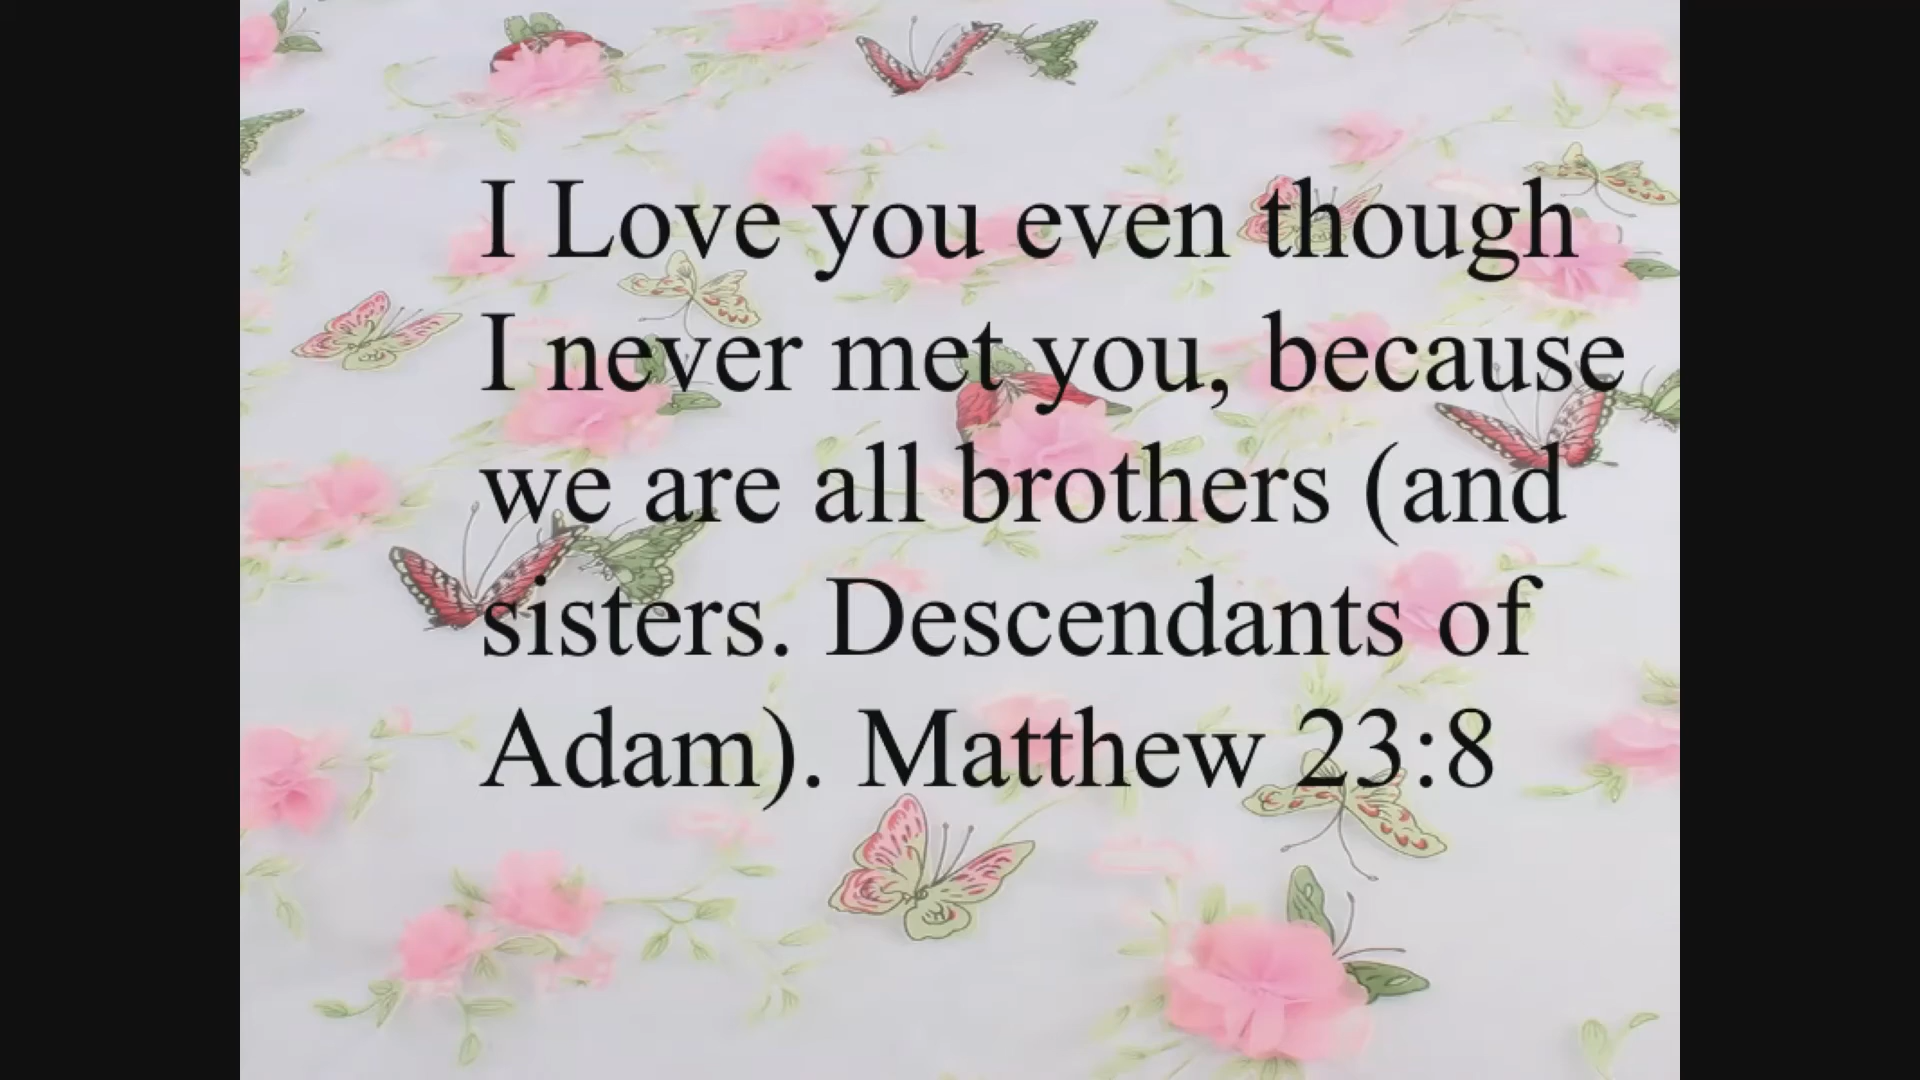 I Love you even though
I never met you, because
we are all brothers (and
sisters. Descendants of
Adam). Matthew 23:8